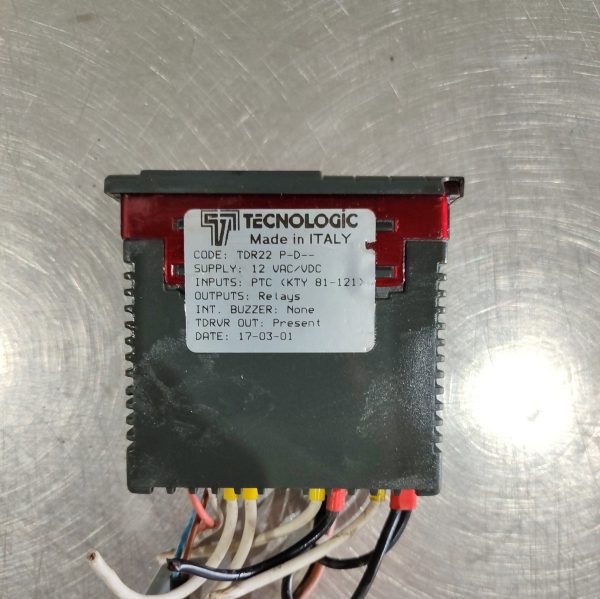 TECNOLOGIC
Made in ITALY
CODE: TDR22 P-D--
SUPPLY: 12 VAC/VDC
INPUTS: PTC (KTY 81-121)
OUTPUTS: Relays
INT. BUZZER: None
TDRVR OUT: Present
DATE: 17-03-01